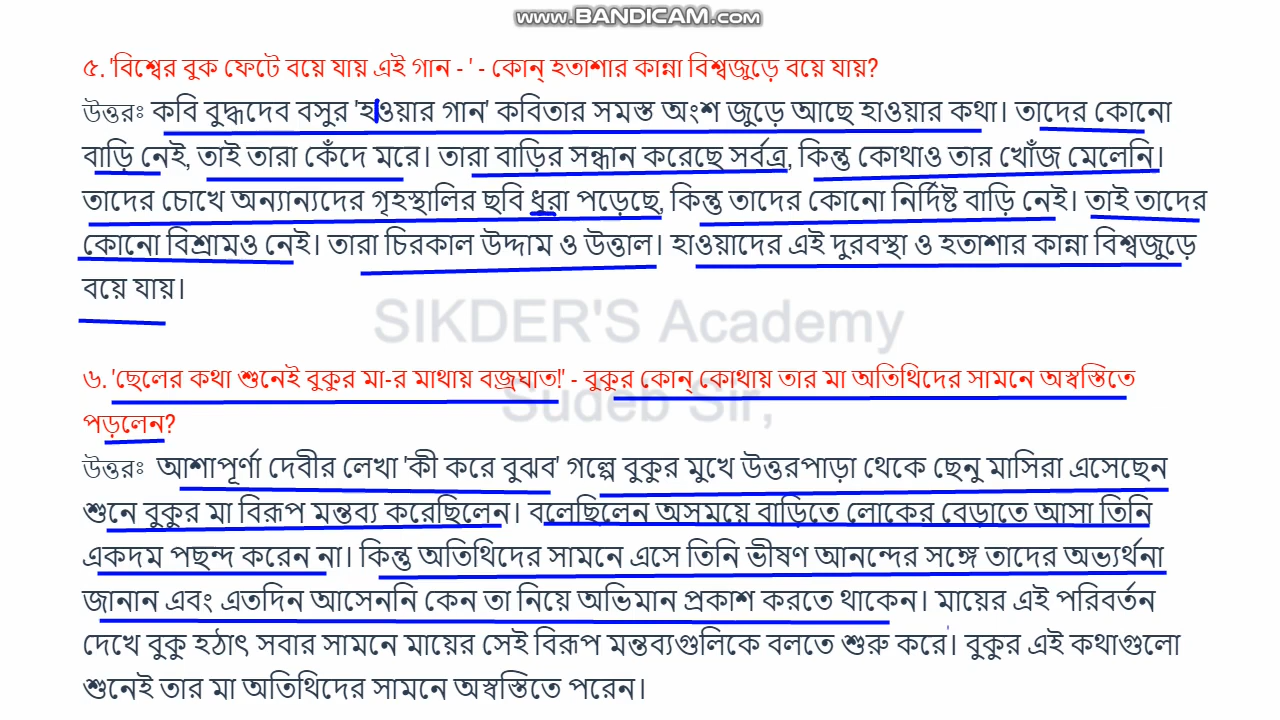 www.BANDICAM.com
৫. 'বিশ্বের বুক ফেটে বয়ে যায় এই গান - ' - কোন্ হতাশার কান্না বিশ্বজুড়ে বয়ে যায়?
উত্তরঃ কবি বুদ্ধদেব বসুর 'হাওয়ার গান' কবিতার সমস্ত অংশ জুড়ে আছে হাওয়ার কথা। তাদের কোনো
বাড়ি নেই, তাই তারা কেঁদে মরে। তারা বাড়ির সন্ধান করেছে সর্বত্র, কিন্তু কোথাও তার খোঁজ মেলেনি।
তাদের চোখে অন্যান্যদের গৃহস্থালির ছবি ধরা পড়েছে, কিন্তু তাদের কোনো নির্দিষ্ট বাড়ি নেই। তাই তাদের
কোনো বিশ্রামও নেই। তারা চিরকাল উদ্দাম ও উত্তাল। হাওয়াদের এই দুরবস্থা ও হতাশার কান্না বিশ্বজুড়ে
বয়ে যায়।
SIKDER'S Academy
৬. 'ছেলের কথা শুনেই বুকুর মা-র মাথায় বজ্রঘাত!' - বুকুর কোন্ কোথায় তার মা অতিথিদের সামনে অস্বস্তিতে
Sudeb Sir,
পড়লেন?
উত্তরঃ আশাপূর্ণা দেবীর লেখা 'কী করে বুঝব' গল্পে বুকুর মুখে উত্তরপাড়া থেকে ছেনু মাসিরা এসেছেন
শুনে বুকুর মা বিরূপ মন্তব্য করেছিলেন। বলেছিলেন অসময়ে বাড়িতে লোকের বেড়াতে আসা তিনি
একদম পছন্দ করেন না। কিন্তু অতিথিদের সামনে এসে তিনি ভীষণ আনন্দের সঙ্গে তাদের অভ্যর্থনা
জানান এবং এতদিন আসেননি কেন তা নিয়ে অভিমান প্রকাশ করতে থাকেন। মায়ের এই পরিবর্তন
দেখে বুকু হঠাৎ সবার সামনে মায়ের সেই বিরূপ মন্তব্যগুলিকে বলতে শুরু করে। বুকুর এই কথাগুলো
শুনেই তার মা অতিথিদের সামনে অস্বস্তিতে পরেন।